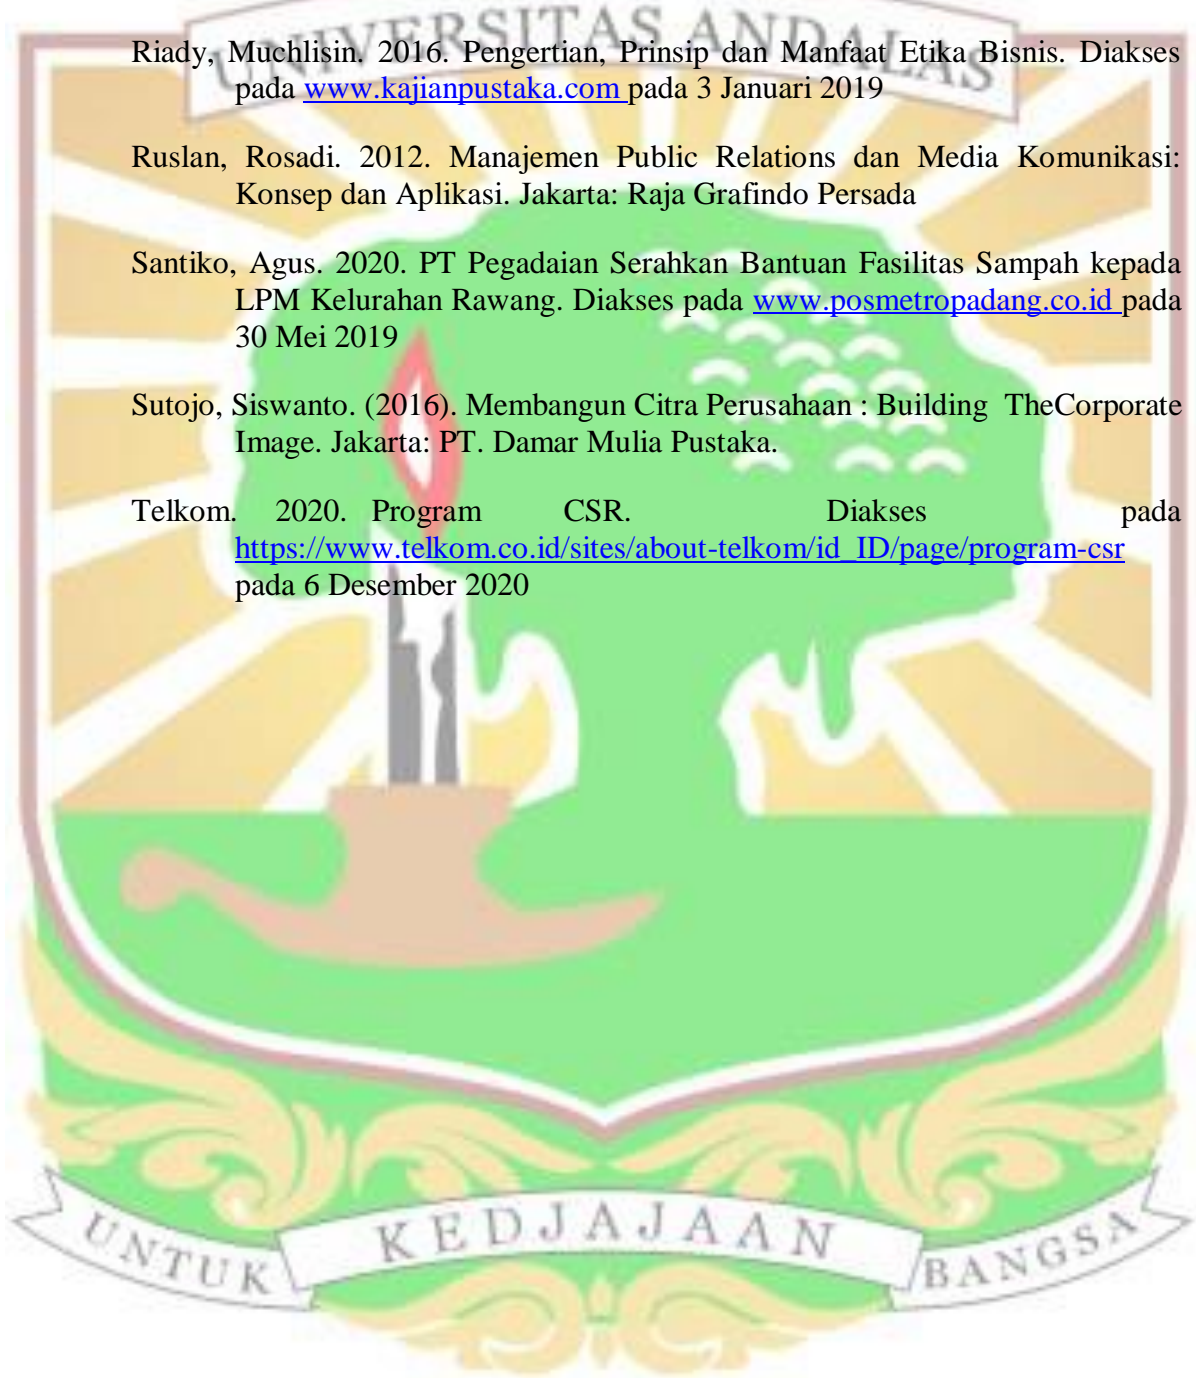 UNIVERSITAS ANDALAS
Riady, Muchlisin. 2016. Pengertian, Prinsip dan Manfaat Etika Bisnis. Diakses
pada www.kajianpustaka.com pada 3 Januari 2019
Ruslan, Rosadi. 2012. Manajemen Public Relations dan Media Komunikasi:
Konsep dan Aplikasi. Jakarta: Raja Grafindo Persada
Santiko, Agus. 2020. PT Pegadaian Serahkan Bantuan Fasilitas Sampah kepada
LPM Kelurahan Rawang. Diakses pada www.posmetropadang.co.id pada
30 Mei 2019
Sutojo, Siswanto. (2016). Membangun Citra Perusahaan : Building TheCorporate
Image. Jakarta: PT. Damar Mulia Pustaka.
Telkom. 2020. Program CSR. Diakses pada
https://www.telkom.co.id/sites/about-telkom/id_ID/page/program-csr
pada 6 Desember 2020
UNTUK KEDJAJAAN BANGSA